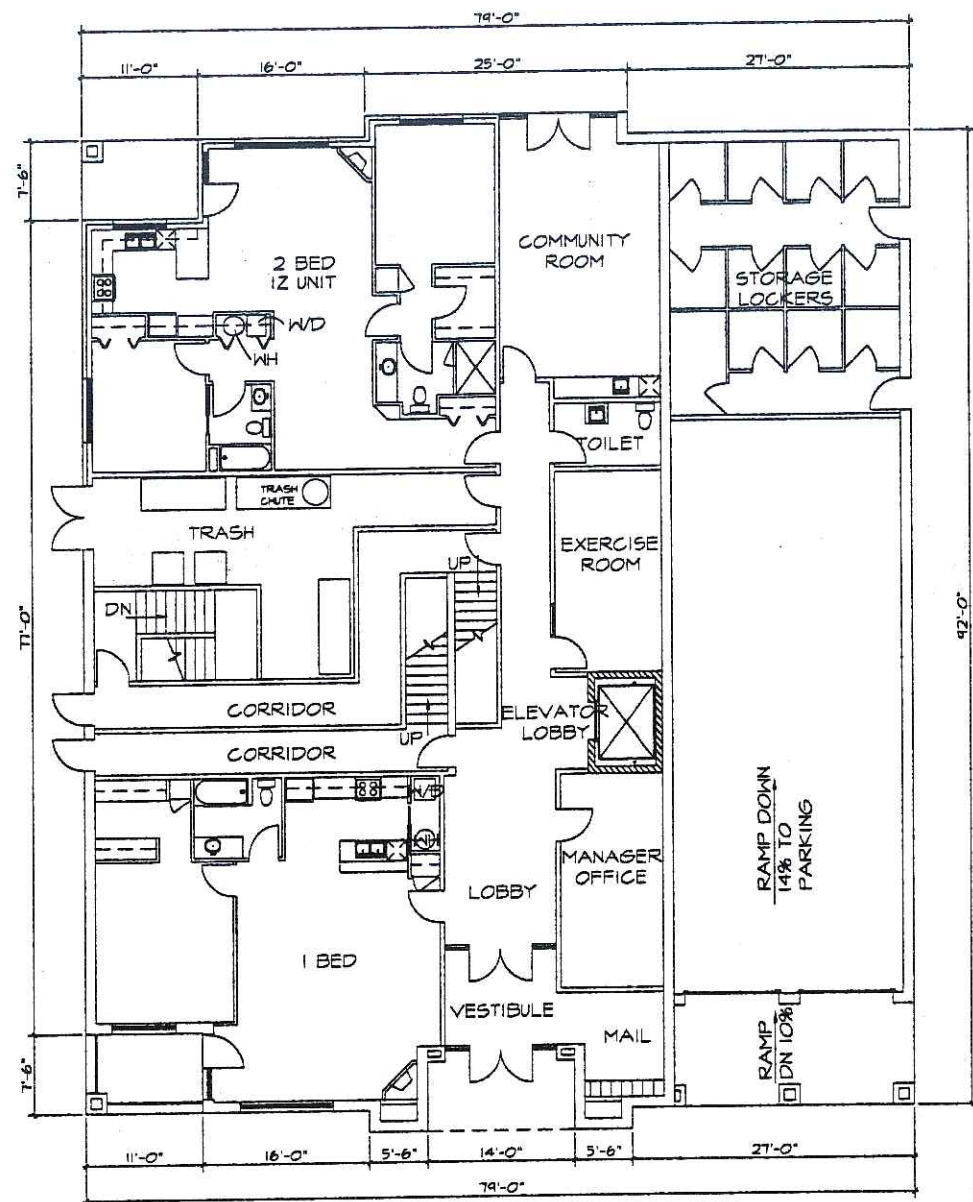 79'-0"
11'-0"
16'-0"
25'-0"
27'-0"
7'-6"
COMMUNITY
ROOM
2 BED
IZ UNIT
STORAGE
LOCKERS
W/D
WH
TOILET
TRASH
CHUTE
TRASH
EXERCISE
ROOM
UP
DN
77'-0"
92'-0"
CORRIDOR
ELEVATOR
LOBBY
UP
CORRIDOR
W/D
WH
RAMP DOWN
14% TO
PARKING
MANAGER
OFFICE
LOBBY
1 BED
VESTIBULE
MAIL
RAMP
DN 10%
7'-6"
11'-0"
16'-0"
5'-6"
14'-0"
5'-6"
27'-0"
79'-0"